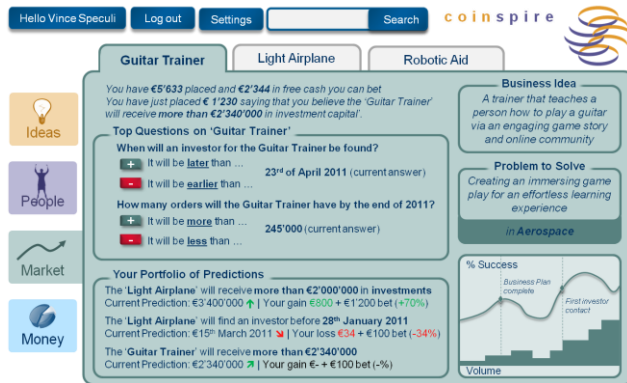 Hello Vince Speculi
Log out
Settings
Search
coinspire
Guitar Trainer
Light Airplane
Robotic Aid
Ideas
People
Market
Money
You have €5'633 placed and €2'344 in free cash you can bet
You have just placed € 1'230 saying that you believe the 'Guitar Trainer'
will receive more than €2'340'000 in investment capital'.
Top Questions on 'Guitar Trainer'
When will an investor for the Guitar Trainer be found?
+ It will be later than ...
23rd of April 2011 (current answer)
- It will be earlier than ...
How many orders will the Guitar Trainer have by the end of 2011?
+ It will be more than ...
245'000 (current answer)
- It will be less than ...
Your Portfolio of Predictions
The 'Light Airplane' will receive more than €2'000'000 in investments
Current Prediction: €3'400'000 ↑ | Your gain €800 + €1'200 bet (+70%)
The 'Light Airplane' will find an investor before 28th January 2011
Current Prediction: €15th March 2011 ↘ | Your loss €34 + €100 bet (-34%)
The 'Guitar Trainer' will receive more than €2'340'000
Current Prediction: €2'340'000 ↗ | Your gain €- + €100 bet (-%)
Business Idea
A trainer that teaches a
person how to play a guitar
via an engaging game story
and online community
Problem to Solve
Creating an immersing game
play for an effortless learning
experience
in Aerospace
% Success
Business Plan
complete
First investor
contact
Volume